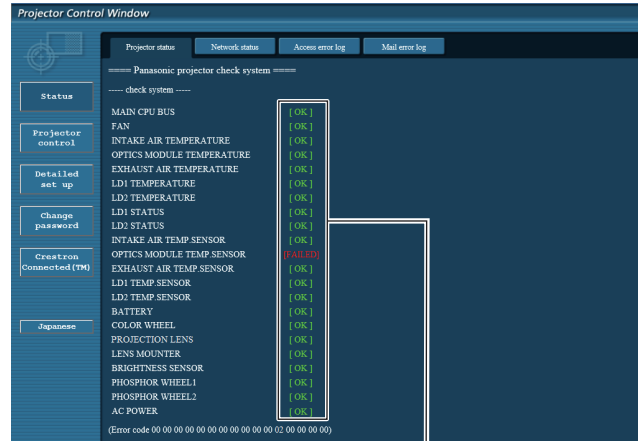 Projector Control Window
Projector status
Network status
Access error log
Mail error log
Status
Projector
control
Detailed
set up
Change
password
Crestron
Connected(TM)
Japanese
==== Panasonic projector check system ====
----- check system -----
MAIN CPU BUS [ OK ]
FAN [ OK ]
INTAKE AIR TEMPERATURE [ OK ]
OPTICS MODULE TEMPERATURE [ OK ]
EXHAUST AIR TEMPERATURE [ OK ]
LD1 TEMPERATURE [ OK ]
LD2 TEMPERATURE [ OK ]
LD1 STATUS [ OK ]
LD2 STATUS [ OK ]
INTAKE AIR TEMP.SENSOR [ OK ]
OPTICS MODULE TEMP.SENSOR [FAILED]
EXHAUST AIR TEMP.SENSOR [ OK ]
LD1 TEMP.SENSOR [ OK ]
LD2 TEMP.SENSOR [ OK ]
BATTERY [ OK ]
COLOR WHEEL [ OK ]
PROJECTION LENS [ OK ]
LENS MOUNTER [ OK ]
BRIGHTNESS SENSOR [ OK ]
PHOSPHOR WHEEL1 [ OK ]
PHOSPHOR WHEEL2 [ OK ]
AC POWER [ OK ]
(Error code 00 00 00 00 00 00 00 00 00 00 00 02 00 00 00 00)